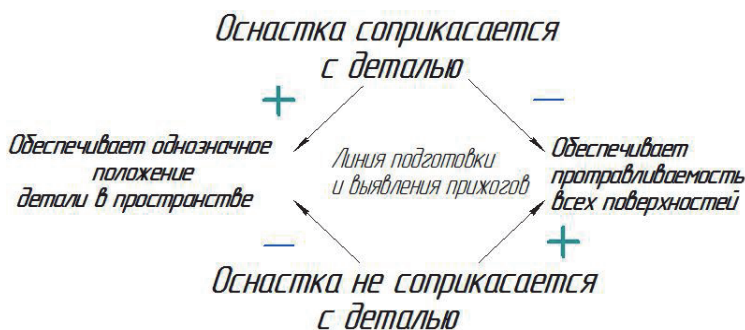 Оснастка соприкасается
с деталью
+
—
Обеспечивает однозначное
положение
детали в пространстве
Линия подготовки
и выявления прижогов
Обеспечивает
протравливаемость
всех поверхностей
—
+
Оснастка не соприкасается
с деталью